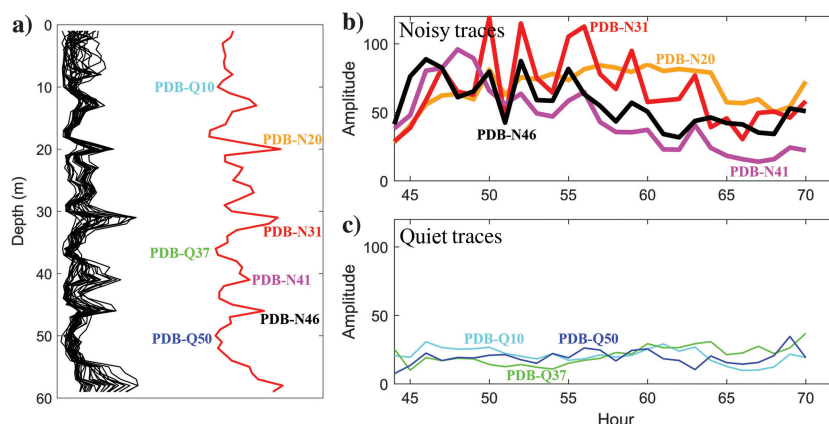 a)
Depth (m)
0
10
20
30
40
50
60
PDB-Q10
PDB-N20
PDB-N31
PDB-Q37
PDB-N41
PDB-N46
PDB-Q50
b)
Noisy traces
PDB-N31
PDB-N20
PDB-N46
PDB-N41
Amplitude
100
50
0
45 50 55 60 65 70
c)
Quiet traces
PDB-Q10
PDB-Q50
PDB-Q37
Amplitude
100
50
0
45 50 55 60 65 70
Hour